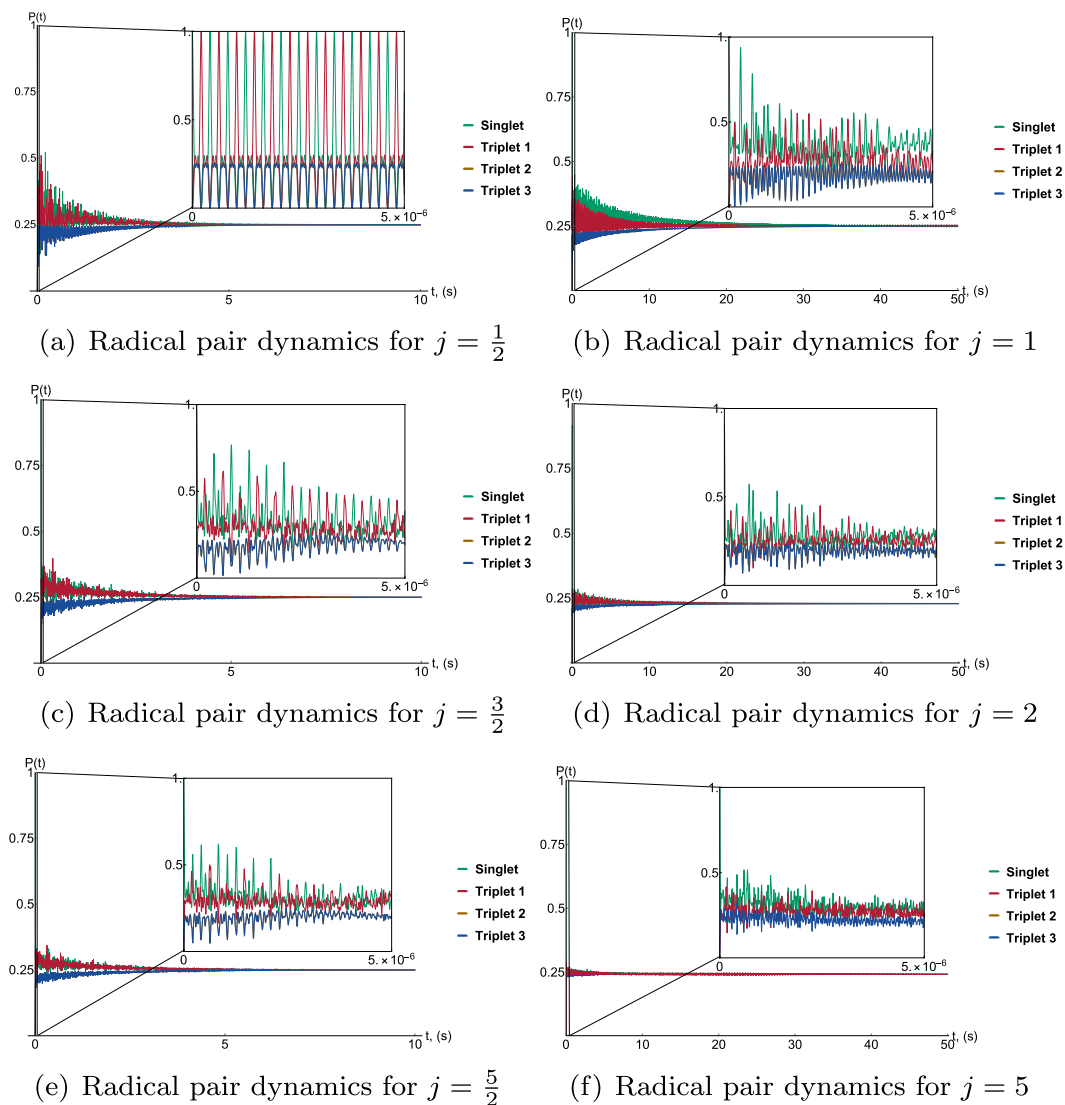 P(t)
1
0.75
0.5
0.25
0
5
10
t, (s)
1.
0.5
0
5.×10⁻⁶
Singlet
Triplet 1
Triplet 2
Triplet 3
(a) Radical pair dynamics for j = 1/2
P(t)
1
0.75
0.5
0.25
0
10
20
30
40
50
t, (s)
1.
0.5
0
5.×10⁻⁶
Singlet
Triplet 1
Triplet 2
Triplet 3
(b) Radical pair dynamics for j = 1
P(t)
1
0.75
0.5
0.25
0
5
10
t, (s)
1.
0.5
0
5.×10⁻⁶
Singlet
Triplet 1
Triplet 2
Triplet 3
(c) Radical pair dynamics for j = 3/2
P(t)
1
0.75
0.5
0.25
0
10
20
30
40
50
t, (s)
1.
0.5
0
5.×10⁻⁶
Singlet
Triplet 1
Triplet 2
Triplet 3
(d) Radical pair dynamics for j = 2
P(t)
1
0.75
0.5
0.25
0
5
10
t, (s)
1.
0.5
0
5.×10⁻⁶
Singlet
Triplet 1
Triplet 2
Triplet 3
(e) Radical pair dynamics for j = 5/2
P(t)
1
0.75
0.5
0.25
0
10
20
30
40
50
t, (s)
1.
0.5
0
5.×10⁻⁶
Singlet
Triplet 1
Triplet 2
Triplet 3
(f) Radical pair dynamics for j = 5